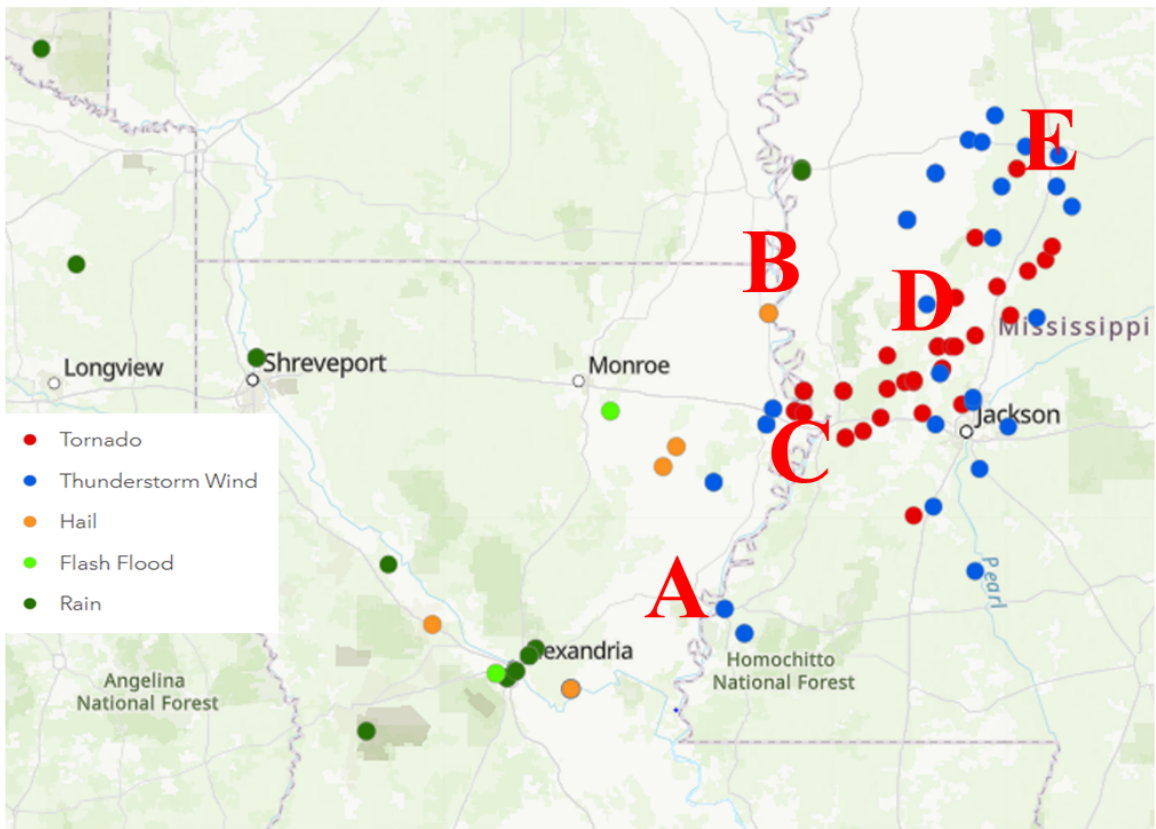 E
B
D
Mississippi
Longview
Shreveport
Monroe
Jackson
C
Tornado
Thunderstorm Wind
Hail
Flash Flood
Rain
Pearl
A
exandria
Homochitto
National Forest
Angelina
National Forest